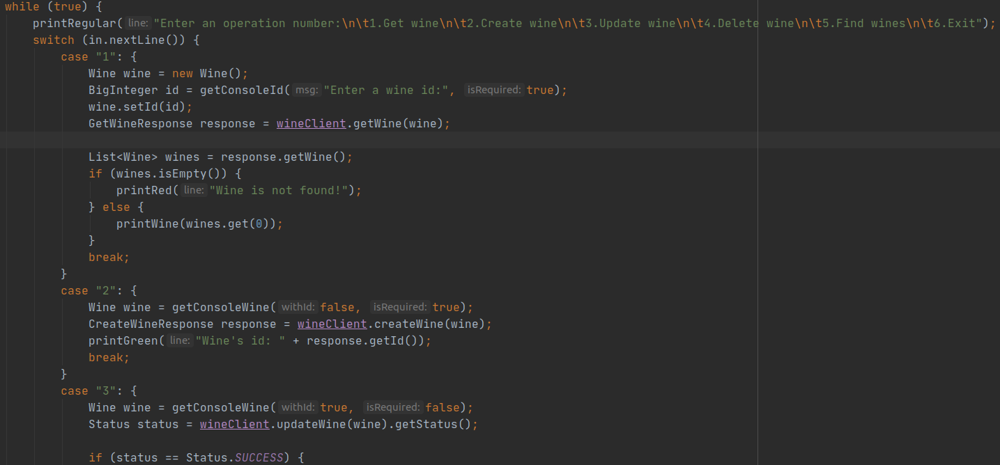 while (true) {
    printRegular( line: "Enter an operation number:\n\t1.Get wine\n\t2.Create wine\n\t3.Update wine\n\t4.Delete wine\n\t5.Find wines\n\t6.Exit");
    switch (in.nextLine()) {
        case "1": {
            Wine wine = new Wine();
            BigInteger id = getConsoleId( msg: "Enter a wine id:", isRequired: true);
            wine.setId(id);
            GetWineResponse response = wineClient.getWine(wine);
            List<Wine> wines = response.getWine();
            if (wines.isEmpty()) {
                printRed( line: "Wine is not found!");
            } else {
                printWine(wines.get(0));
            }
            break;
        }
        case "2": {
            Wine wine = getConsoleWine( withId: false, isRequired: true);
            CreateWineResponse response = wineClient.createWine(wine);
            printGreen( line: "Wine's id: " + response.getId());
            break;
        }
        case "3": {
            Wine wine = getConsoleWine( withId: true, isRequired: false);
            Status status = wineClient.updateWine(wine).getStatus();
            if (status == Status.SUCCESS) {